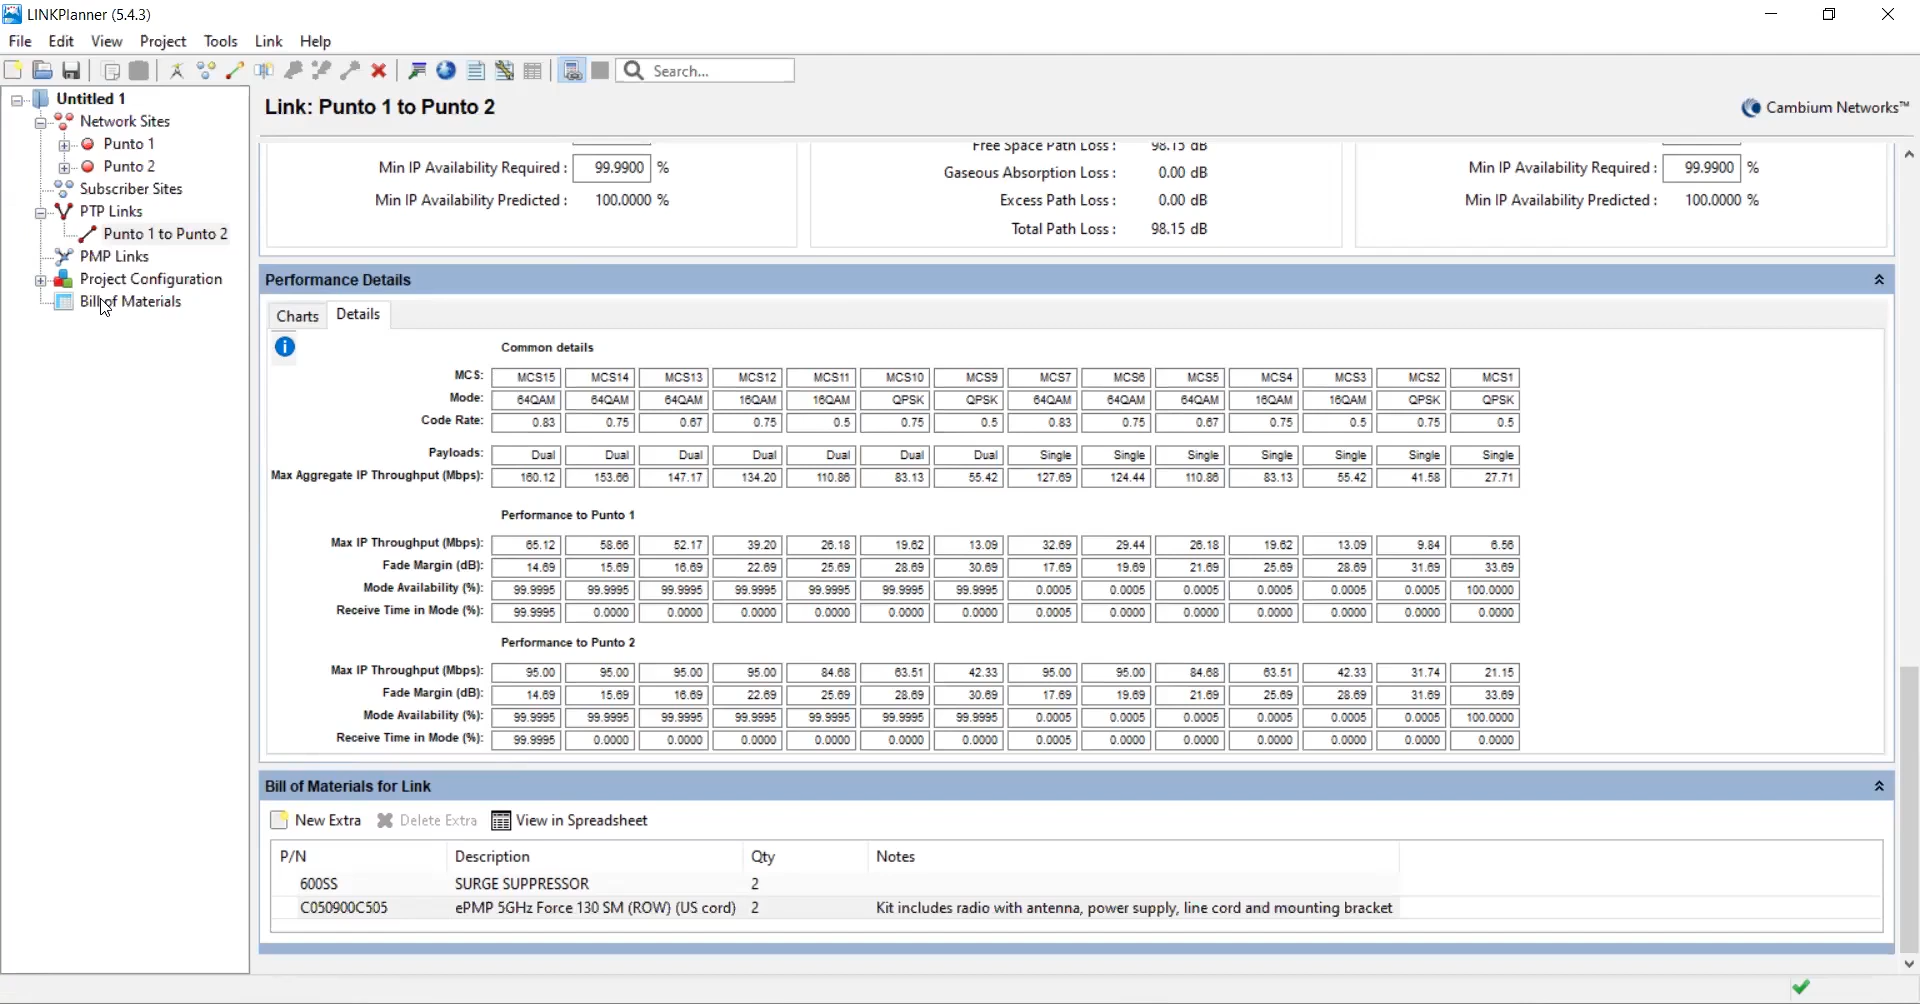 LINKPlanner (5.4.3)
File Edit View Project Tools Link Help
Search...
Untitled 1
Network Sites
Punto 1
Punto 2
Subscriber Sites
PTP Links
Punto 1 to Punto 2
PMP Links
Project Configuration
Bill of Materials
Link: Punto 1 to Punto 2
Cambium Networks™
Min IP Availability Required : 99.9900 %
Min IP Availability Predicted : 100.0000 %
Free Space Path Loss : 98.15 dB
Gaseous Absorption Loss : 0.00 dB
Excess Path Loss : 0.00 dB
Total Path Loss : 98.15 dB
Min IP Availability Required : 99.9900 %
Min IP Availability Predicted : 100.0000 %
Performance Details
Charts Details
Common details
MCS: MCS15 MCS14 MCS13 MCS12 MCS11 MCS10 MCS9 MCS7 MCS6 MCS5 MCS4 MCS3 MCS2 MCS1
Mode: 64QAM 64QAM 64QAM 16QAM 16QAM QPSK QPSK 64QAM 64QAM 64QAM 16QAM 16QAM QPSK QPSK
Code Rate: 0.83 0.75 0.67 0.75 0.5 0.75 0.5 0.83 0.75 0.67 0.75 0.5 0.75 0.5
Payloads: Dual Dual Dual Dual Dual Dual Dual Single Single Single Single Single Single Single
Max Aggregate IP Throughput (Mbps): 160.12 153.66 147.17 134.20 110.86 83.13 55.42 127.69 124.44 110.86 83.13 55.42 41.58 27.71
Performance to Punto 1
Max IP Throughput (Mbps): 65.12 58.66 52.17 39.20 26.18 19.62 13.09 32.69 29.44 26.18 19.62 13.09 9.84 6.56
Fade Margin (dB): 14.69 15.69 16.69 22.69 25.69 28.69 30.69 17.69 19.69 21.69 25.69 28.69 31.69 33.69
Mode Availability (%): 99.9995 99.9995 99.9995 99.9995 99.9995 99.9995 99.9995 0.0005 0.0005 0.0005 0.0005 0.0005 0.0005 100.0000
Receive Time in Mode (%): 99.9995 0.0000 0.0000 0.0000 0.0000 0.0000 0.0000 0.0005 0.0000 0.0000 0.0000 0.0000 0.0000 0.0000
Performance to Punto 2
Max IP Throughput (Mbps): 95.00 95.00 95.00 95.00 84.68 63.51 42.33 95.00 95.00 84.68 63.51 42.33 31.74 21.15
Fade Margin (dB): 14.69 15.69 16.69 22.69 25.69 28.69 30.69 17.69 19.69 21.69 25.69 28.69 31.69 33.69
Mode Availability (%): 99.9995 99.9995 99.9995 99.9995 99.9995 99.9995 99.9995 0.0005 0.0005 0.0005 0.0005 0.0005 0.0005 100.0000
Receive Time in Mode (%): 99.9995 0.0000 0.0000 0.0000 0.0000 0.0000 0.0000 0.0005 0.0000 0.0000 0.0000 0.0000 0.0000 0.0000
Bill of Materials for Link
New Extra Delete Extra View in Spreadsheet
P/N Description Qty Notes
600SS SURGE SUPPRESSOR 2
C050900C505 ePMP 5GHz Force 130 SM (ROW) (US cord) 2 Kit includes radio with antenna, power supply, line cord and mounting bracket